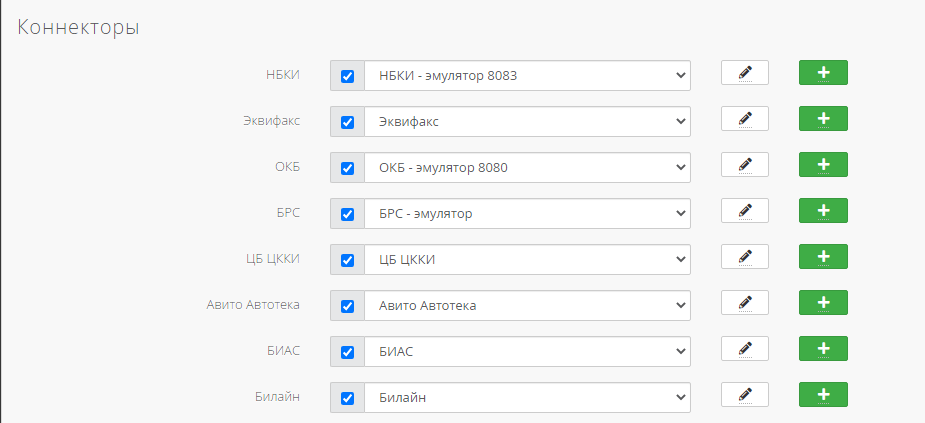 Коннекторы
НБКИ НБКИ - эмулятор 8083
Эквифакс Эквифакс
ОКБ ОКБ - эмулятор 8080
БРС БРС - эмулятор
ЦБ ЦККИ ЦБ ЦККИ
Авито Автотека Авито Автотека
БИАС БИАС
Билайн Билайн